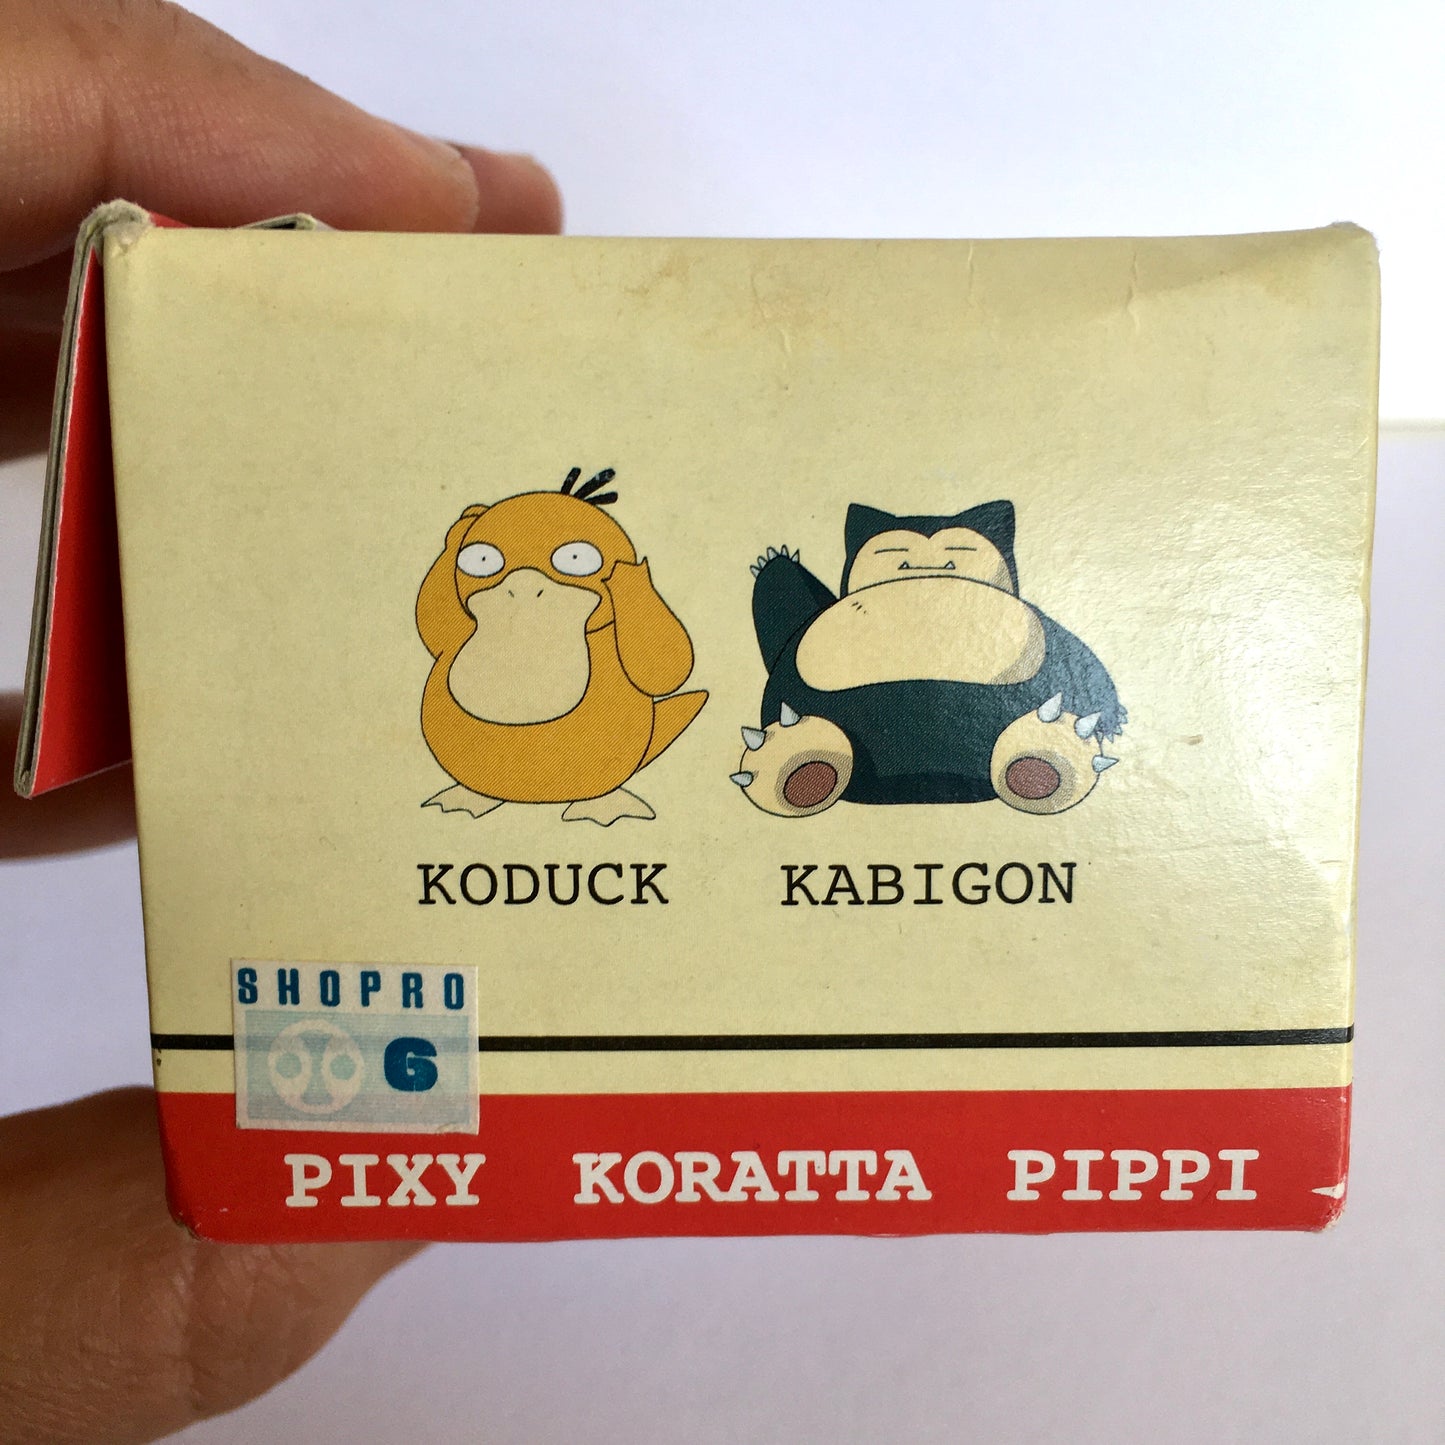 KODUCK KABIGON
SHOPRO
6
PIXY KORATTA PIPPI